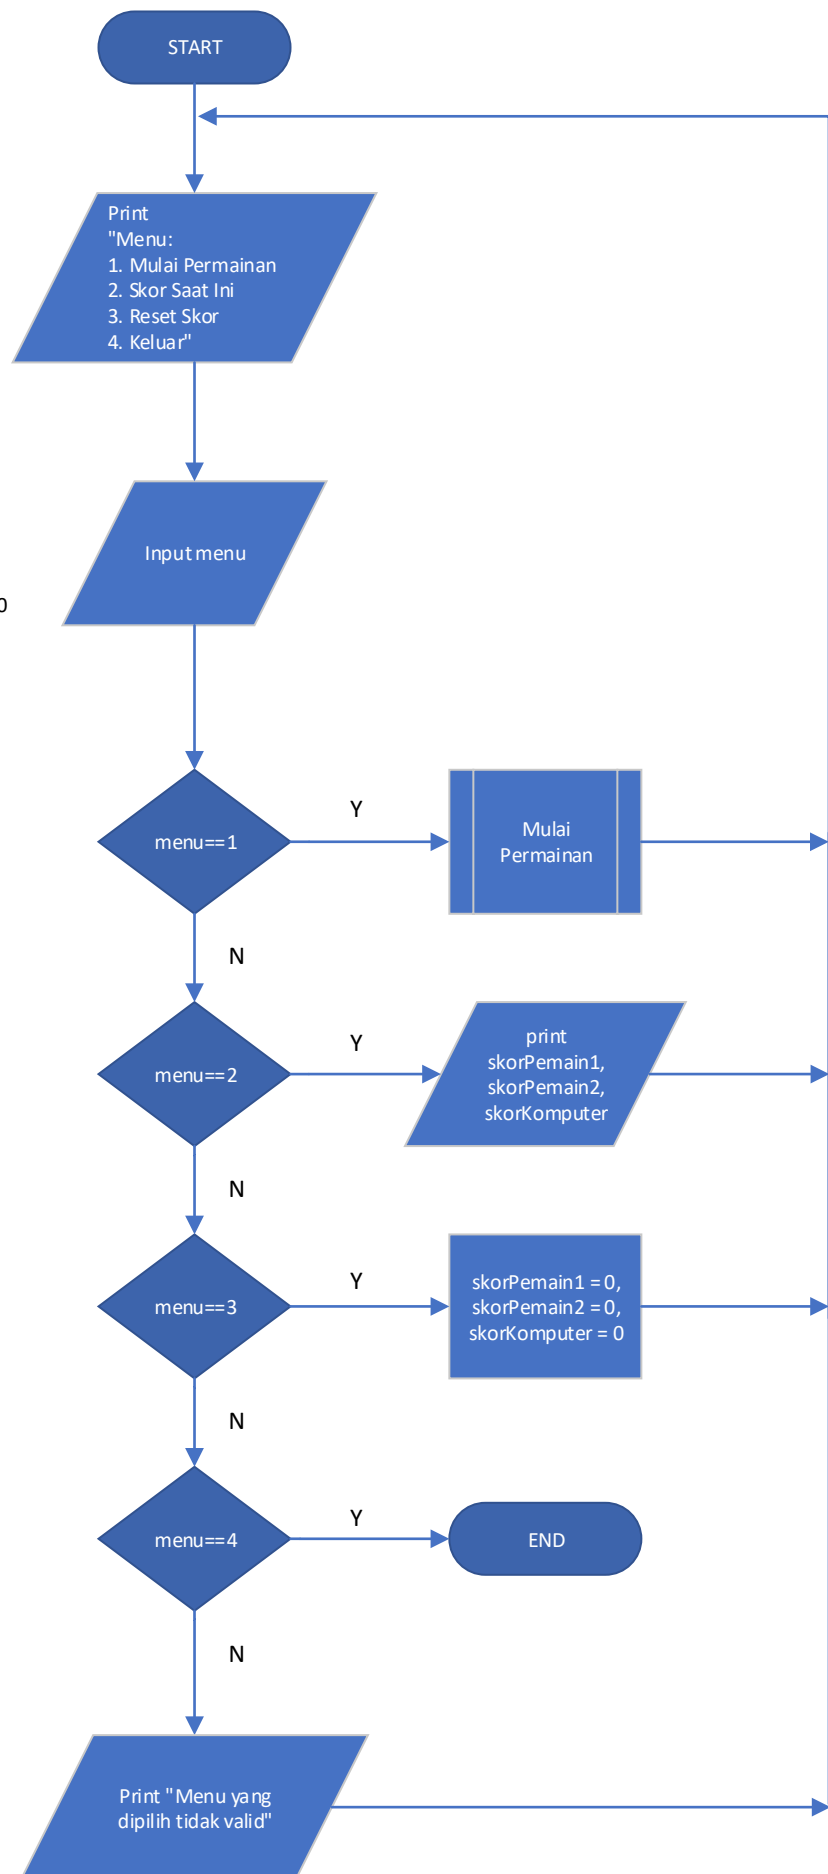 START
Print
"Menu:
1. Mulai Permainan
2. Skor Saat Ini
3. Reset Skor
4. Keluar"
Input menu
0
menu==1
Y
Mulai
Permainan
N
menu==2
Y
print
skorPemain1,
skorPemain2,
skorKomputer
N
menu==3
Y
skorPemain1 = 0,
skorPemain2 = 0,
skorKomputer = 0
N
menu==4
Y
END
N
Print "Menu yang
dipilih tidak valid"